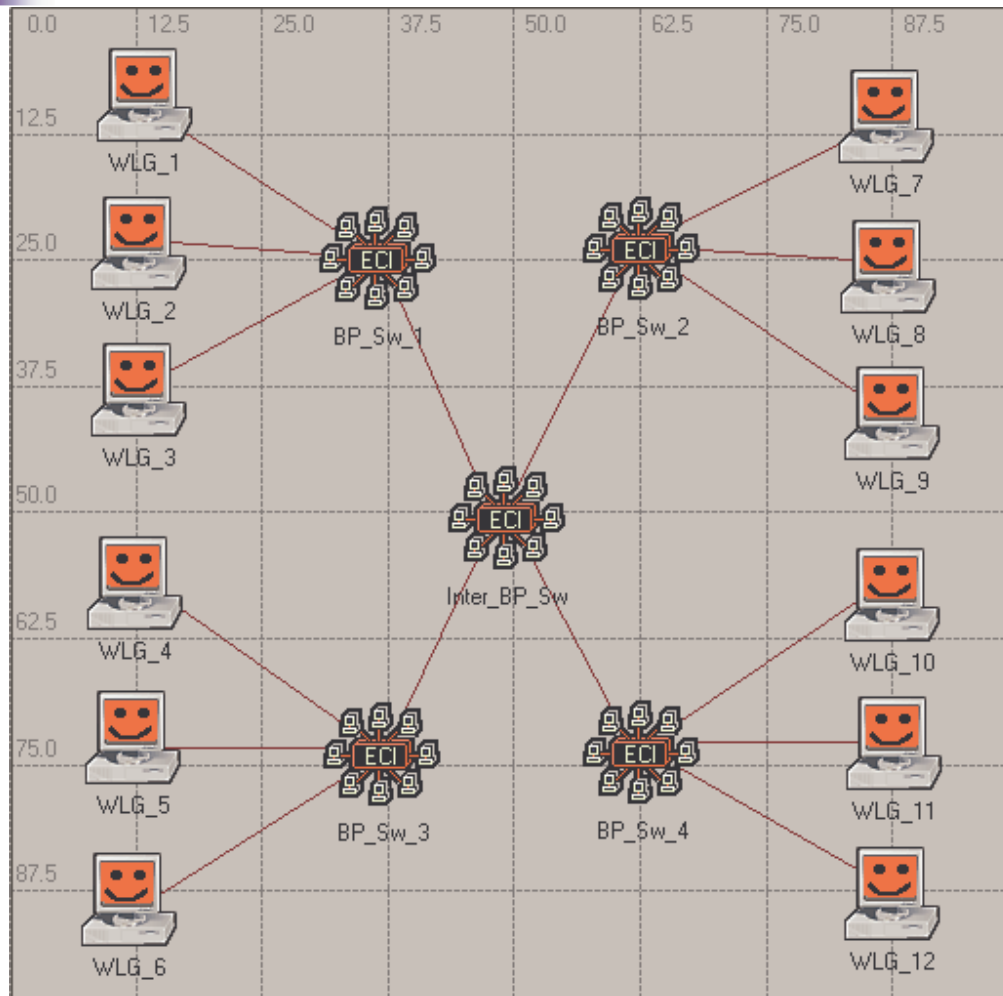 0.0 12.5 25.0 37.5 50.0 62.5 75.0 87.5
12.5
WLG_1
WLG_7
25.0
ECI
ECI
WLG_2
BP_Sw_1
BP_Sw_2
WLG_8
37.5
WLG_3
WLG_9
50.0
ECI
Inter_BP_Sw
62.5
WLG_4
WLG_10
75.0
ECI
ECI
WLG_5
BP_Sw_3
BP_Sw_4
WLG_11
87.5
WLG_6
WLG_12